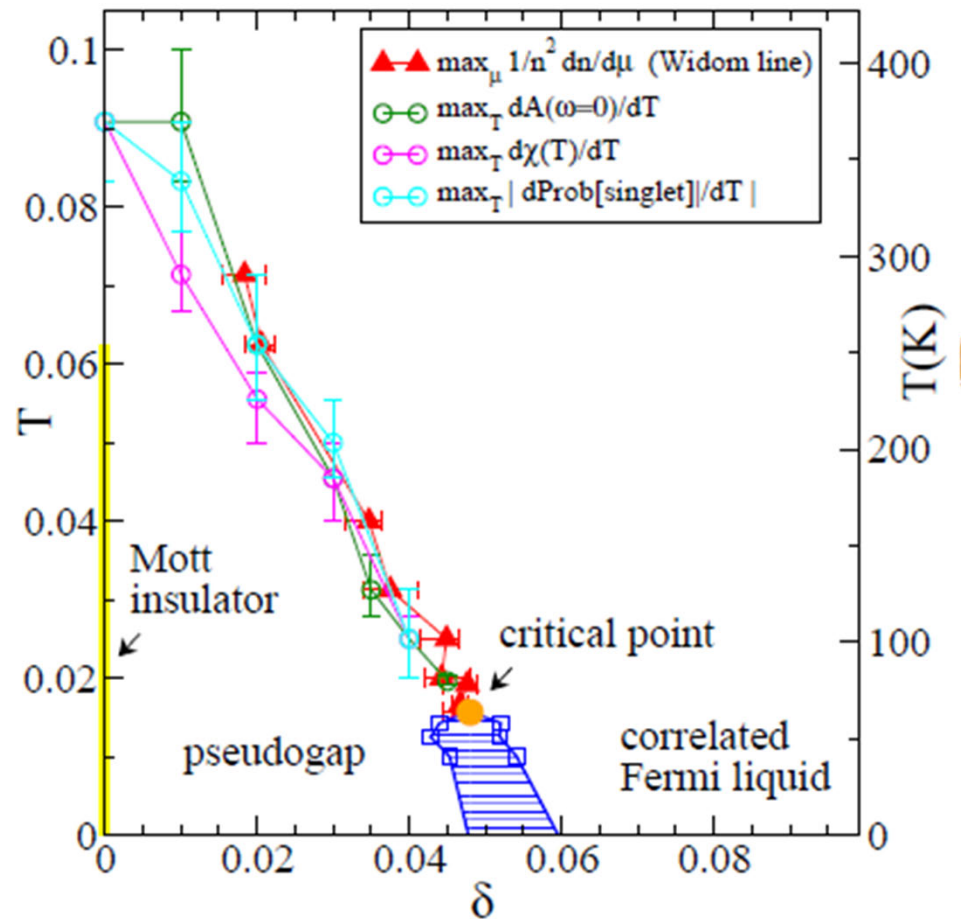 0.1
0.08
0.06
0.04
0.02
0
T
max_μ 1/n² dn/dμ (Widom line)
max_T dA(ω=0)/dT
max_T dχ(T)/dT
max_T | dProb[singlet]|/dT |
400
300
200
100
0
T(K)
Mott
insulator
critical point
pseudogap
correlated
Fermi liquid
0 0.02 0.04 0.06 0.08
δ